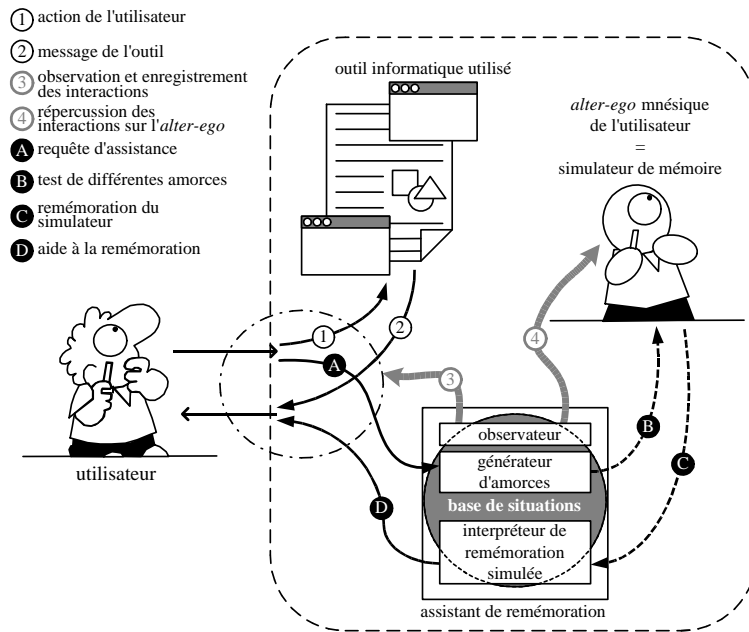 1 action de l'utilisateur
2 message de l'outil
3 observation et enregistrement
des interactions
4 répercussion des
interactions sur l'alter-ego
A requête d'assistance
B test de différentes amorces
C remémoration du
simulateur
D aide à la remémoration
outil informatique utilisé
alter-ego mnésique
de l'utilisateur
=
simulateur de mémoire
1
2
A
3
4
B
C
D
utilisateur
observateur
générateur
d'amorces
base de situations
interpréteur de
remémoration
simulée
assistant de remémoration